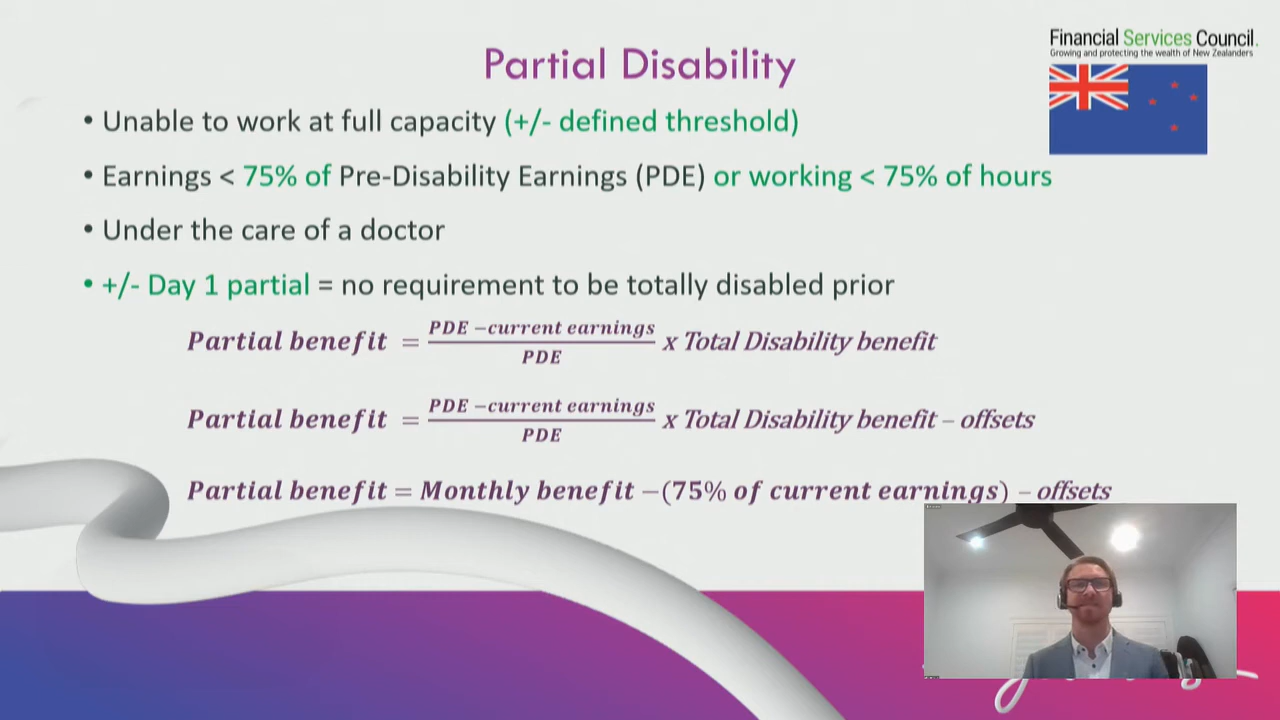 Partial Disability
Financial Services Council.
Growing and protecting the wealth of New Zealanders
• Unable to work at full capacity (+/- defined threshold)
• Earnings < 75% of Pre-Disability Earnings (PDE) or working < 75% of hours
• Under the care of a doctor
• +/- Day 1 partial = no requirement to be totally disabled prior
Partial benefit = PDE −current earnings / PDE x Total Disability benefit
Partial benefit = PDE −current earnings / PDE x Total Disability benefit – offsets
Partial benefit = Monthly benefit −(75% of current earnings) – offsets